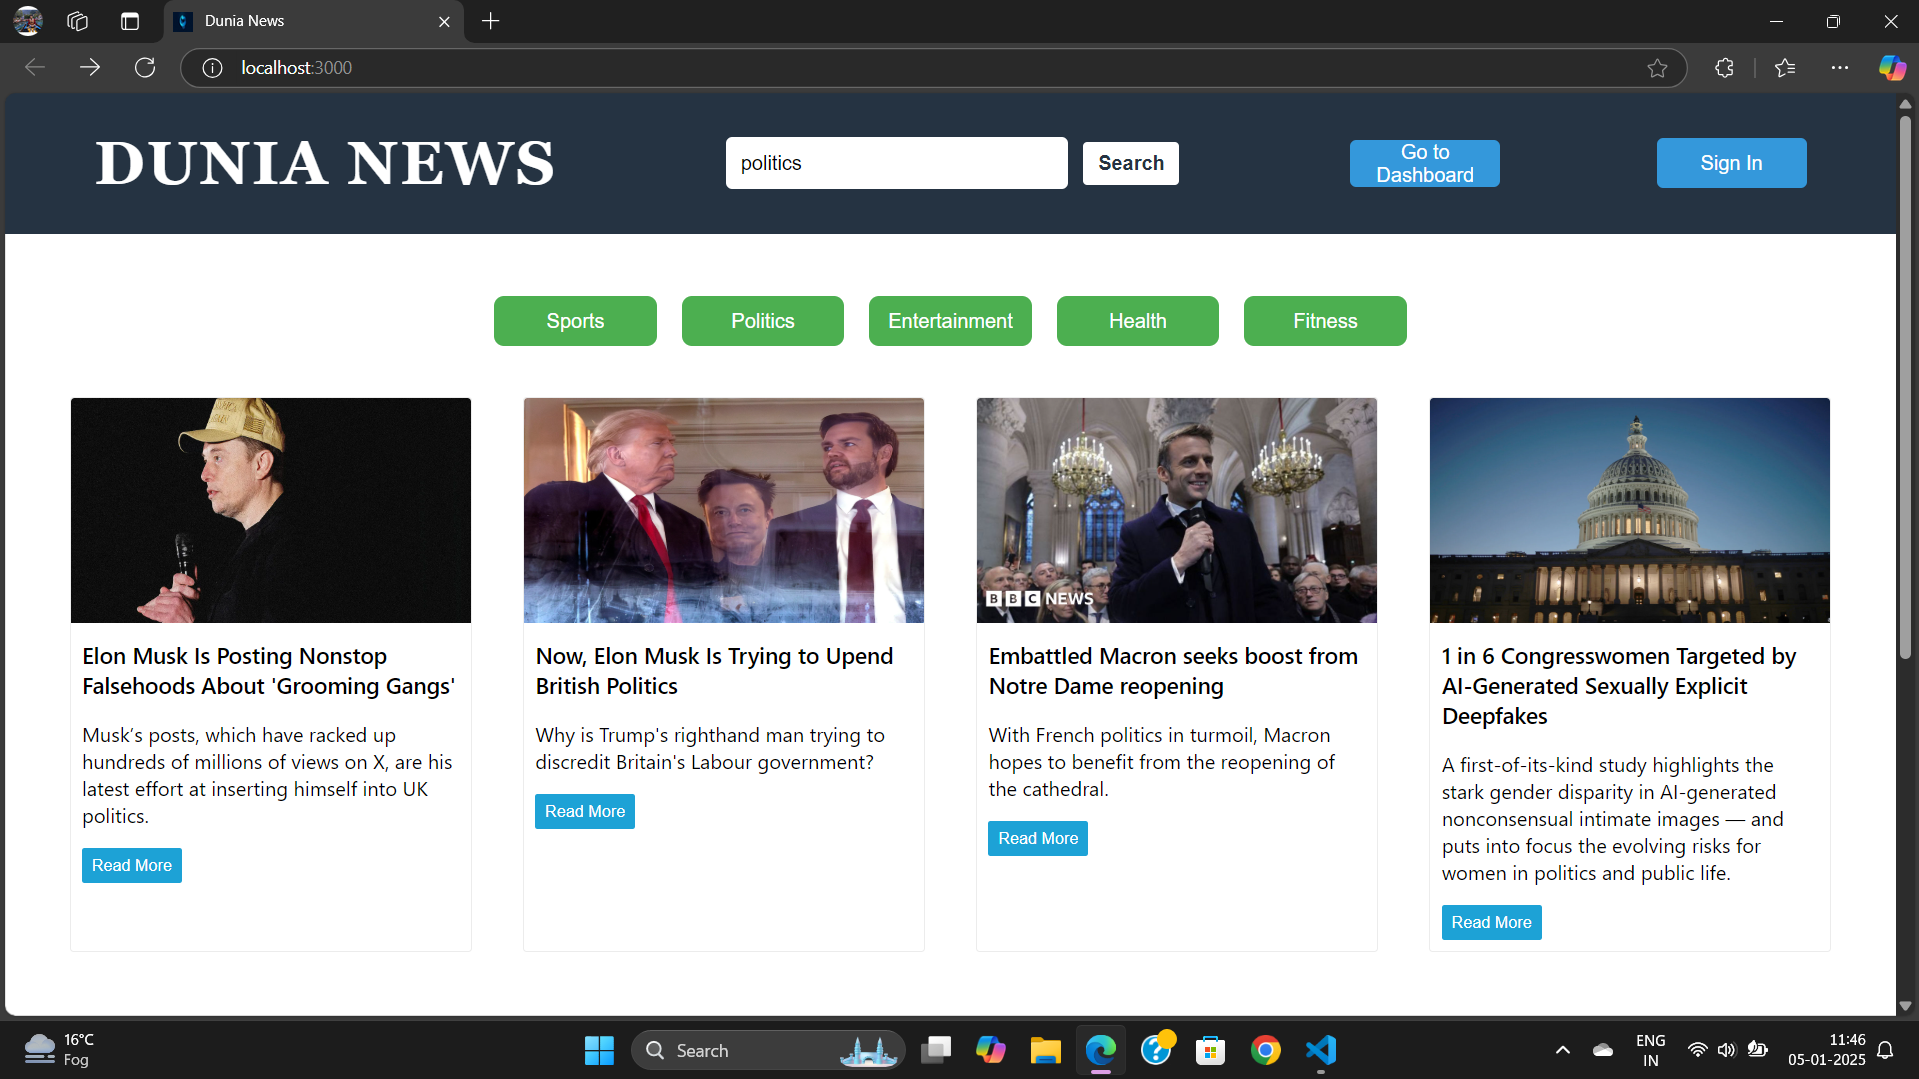 Dunia News
localhost:3000
DUNIA NEWS
politics
Search
Go to
Dashboard
Sign In
Sports
Politics
Entertainment
Health
Fitness
BBC NEWS
Elon Musk Is Posting Nonstop
Falsehoods About 'Grooming Gangs'
Musk’s posts, which have racked up
hundreds of millions of views on X, are his
latest effort at inserting himself into UK
politics.
Read More
Now, Elon Musk Is Trying to Upend
British Politics
Why is Trump's righthand man trying to
discredit Britain's Labour government?
Read More
Embattled Macron seeks boost from
Notre Dame reopening
With French politics in turmoil, Macron
hopes to benefit from the reopening of
the cathedral.
Read More
1 in 6 Congresswomen Targeted by
AI-Generated Sexually Explicit
Deepfakes
A first-of-its-kind study highlights the
stark gender disparity in AI-generated
nonconsensual intimate images — and
puts into focus the evolving risks for
women in politics and public life.
Read More
16°C
Fog
Search
ENG
IN
11:46
05-01-2025